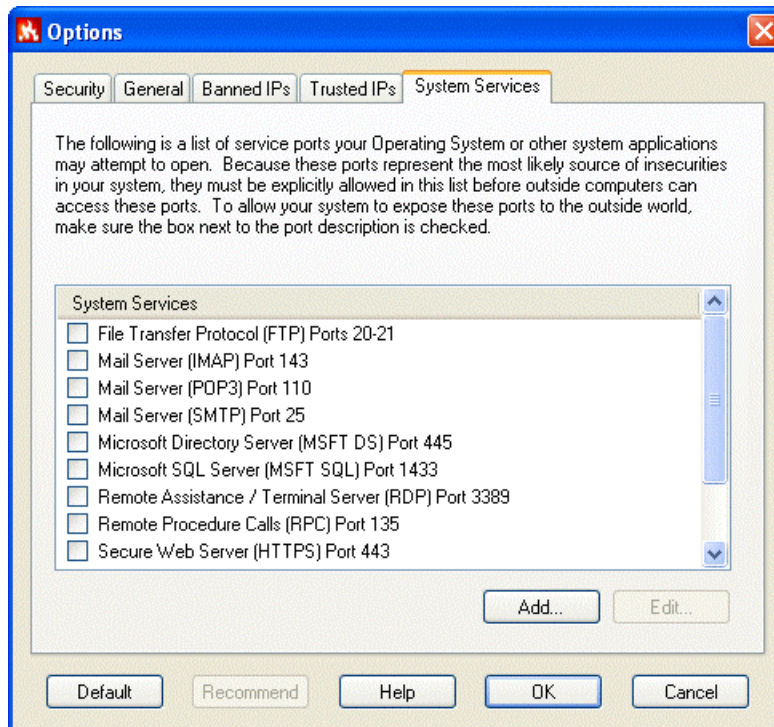 Options
Security General Banned IPs Trusted IPs System Services
The following is a list of service ports your Operating System or other system applications
may attempt to open. Because these ports represent the most likely source of insecurities
in your system, they must be explicitly allowed in this list before outside computers can
access these ports. To allow your system to expose these ports to the outside world,
make sure the box next to the port description is checked.
System Services
File Transfer Protocol (FTP) Ports 20-21
Mail Server (IMAP) Port 143
Mail Server (POP3) Port 110
Mail Server (SMTP) Port 25
Microsoft Directory Server (MSFT DS) Port 445
Microsoft SQL Server (MSFT SQL) Port 1433
Remote Assistance / Terminal Server (RDP) Port 3389
Remote Procedure Calls (RPC) Port 135
Secure Web Server (HTTPS) Port 443
Add... Edit...
Default Recommend Help OK Cancel